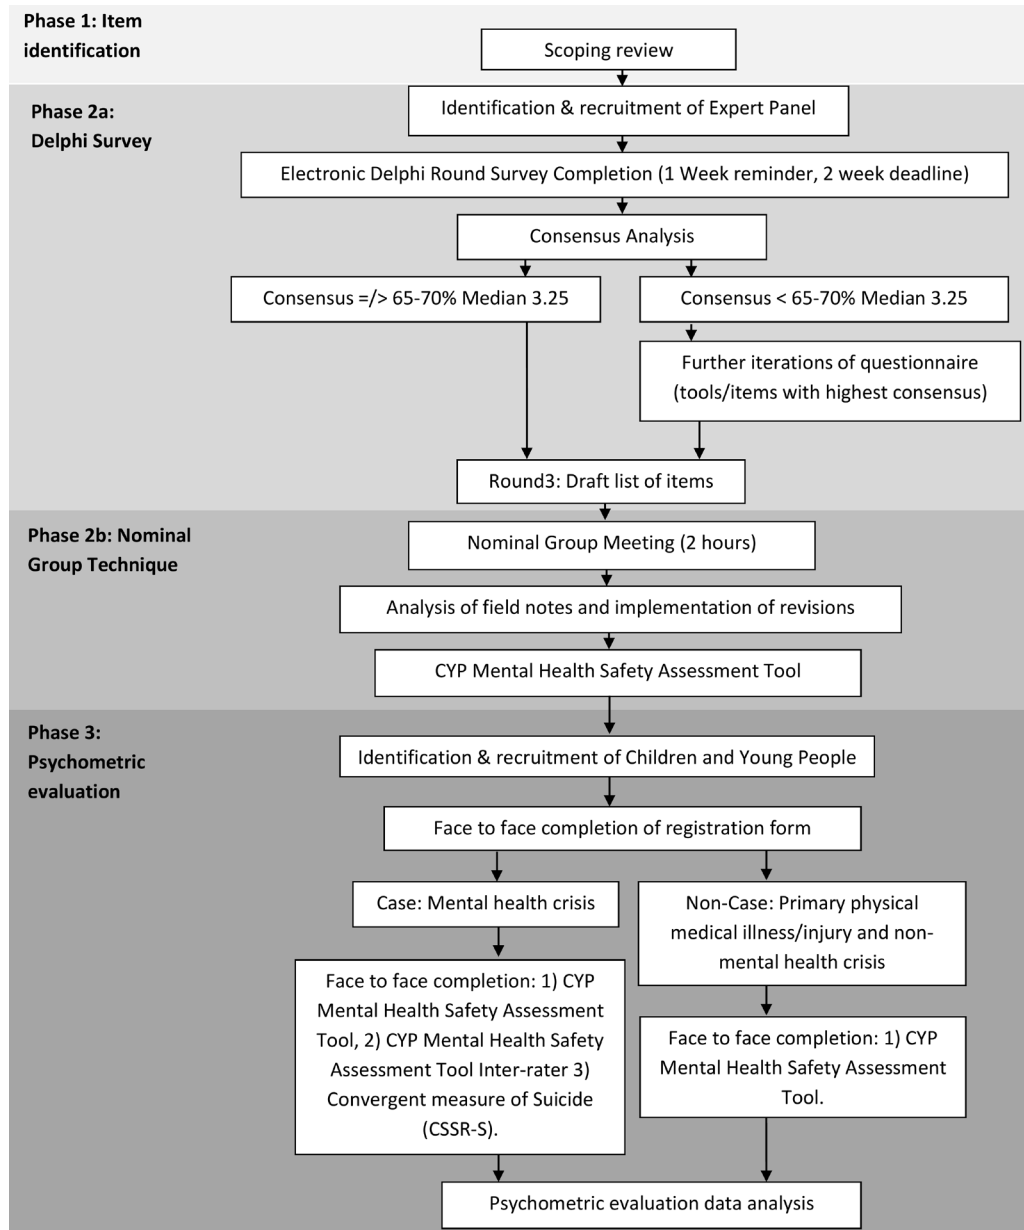 Phase 1: Item
identification
Scoping review
Phase 2a:
Delphi Survey
Identification & recruitment of Expert Panel
Electronic Delphi Round Survey Completion (1 Week reminder, 2 week deadline)
Consensus Analysis
Consensus =/> 65-70% Median 3.25
Consensus < 65-70% Median 3.25
Further iterations of questionnaire
(tools/items with highest consensus)
Round3: Draft list of items
Phase 2b: Nominal
Group Technique
Nominal Group Meeting (2 hours)
Analysis of field notes and implementation of revisions
CYP Mental Health Safety Assessment Tool
Phase 3:
Psychometric
evaluation
Identification & recruitment of Children and Young People
Face to face completion of registration form
Case: Mental health crisis
Non-Case: Primary physical
medical illness/injury and non-
mental health crisis
Face to face completion: 1) CYP
Mental Health Safety Assessment
Tool, 2) CYP Mental Health Safety
Assessment Tool Inter-rater 3)
Convergent measure of Suicide
(CSSR-S).
Face to face completion: 1) CYP
Mental Health Safety Assessment
Tool.
Psychometric evaluation data analysis